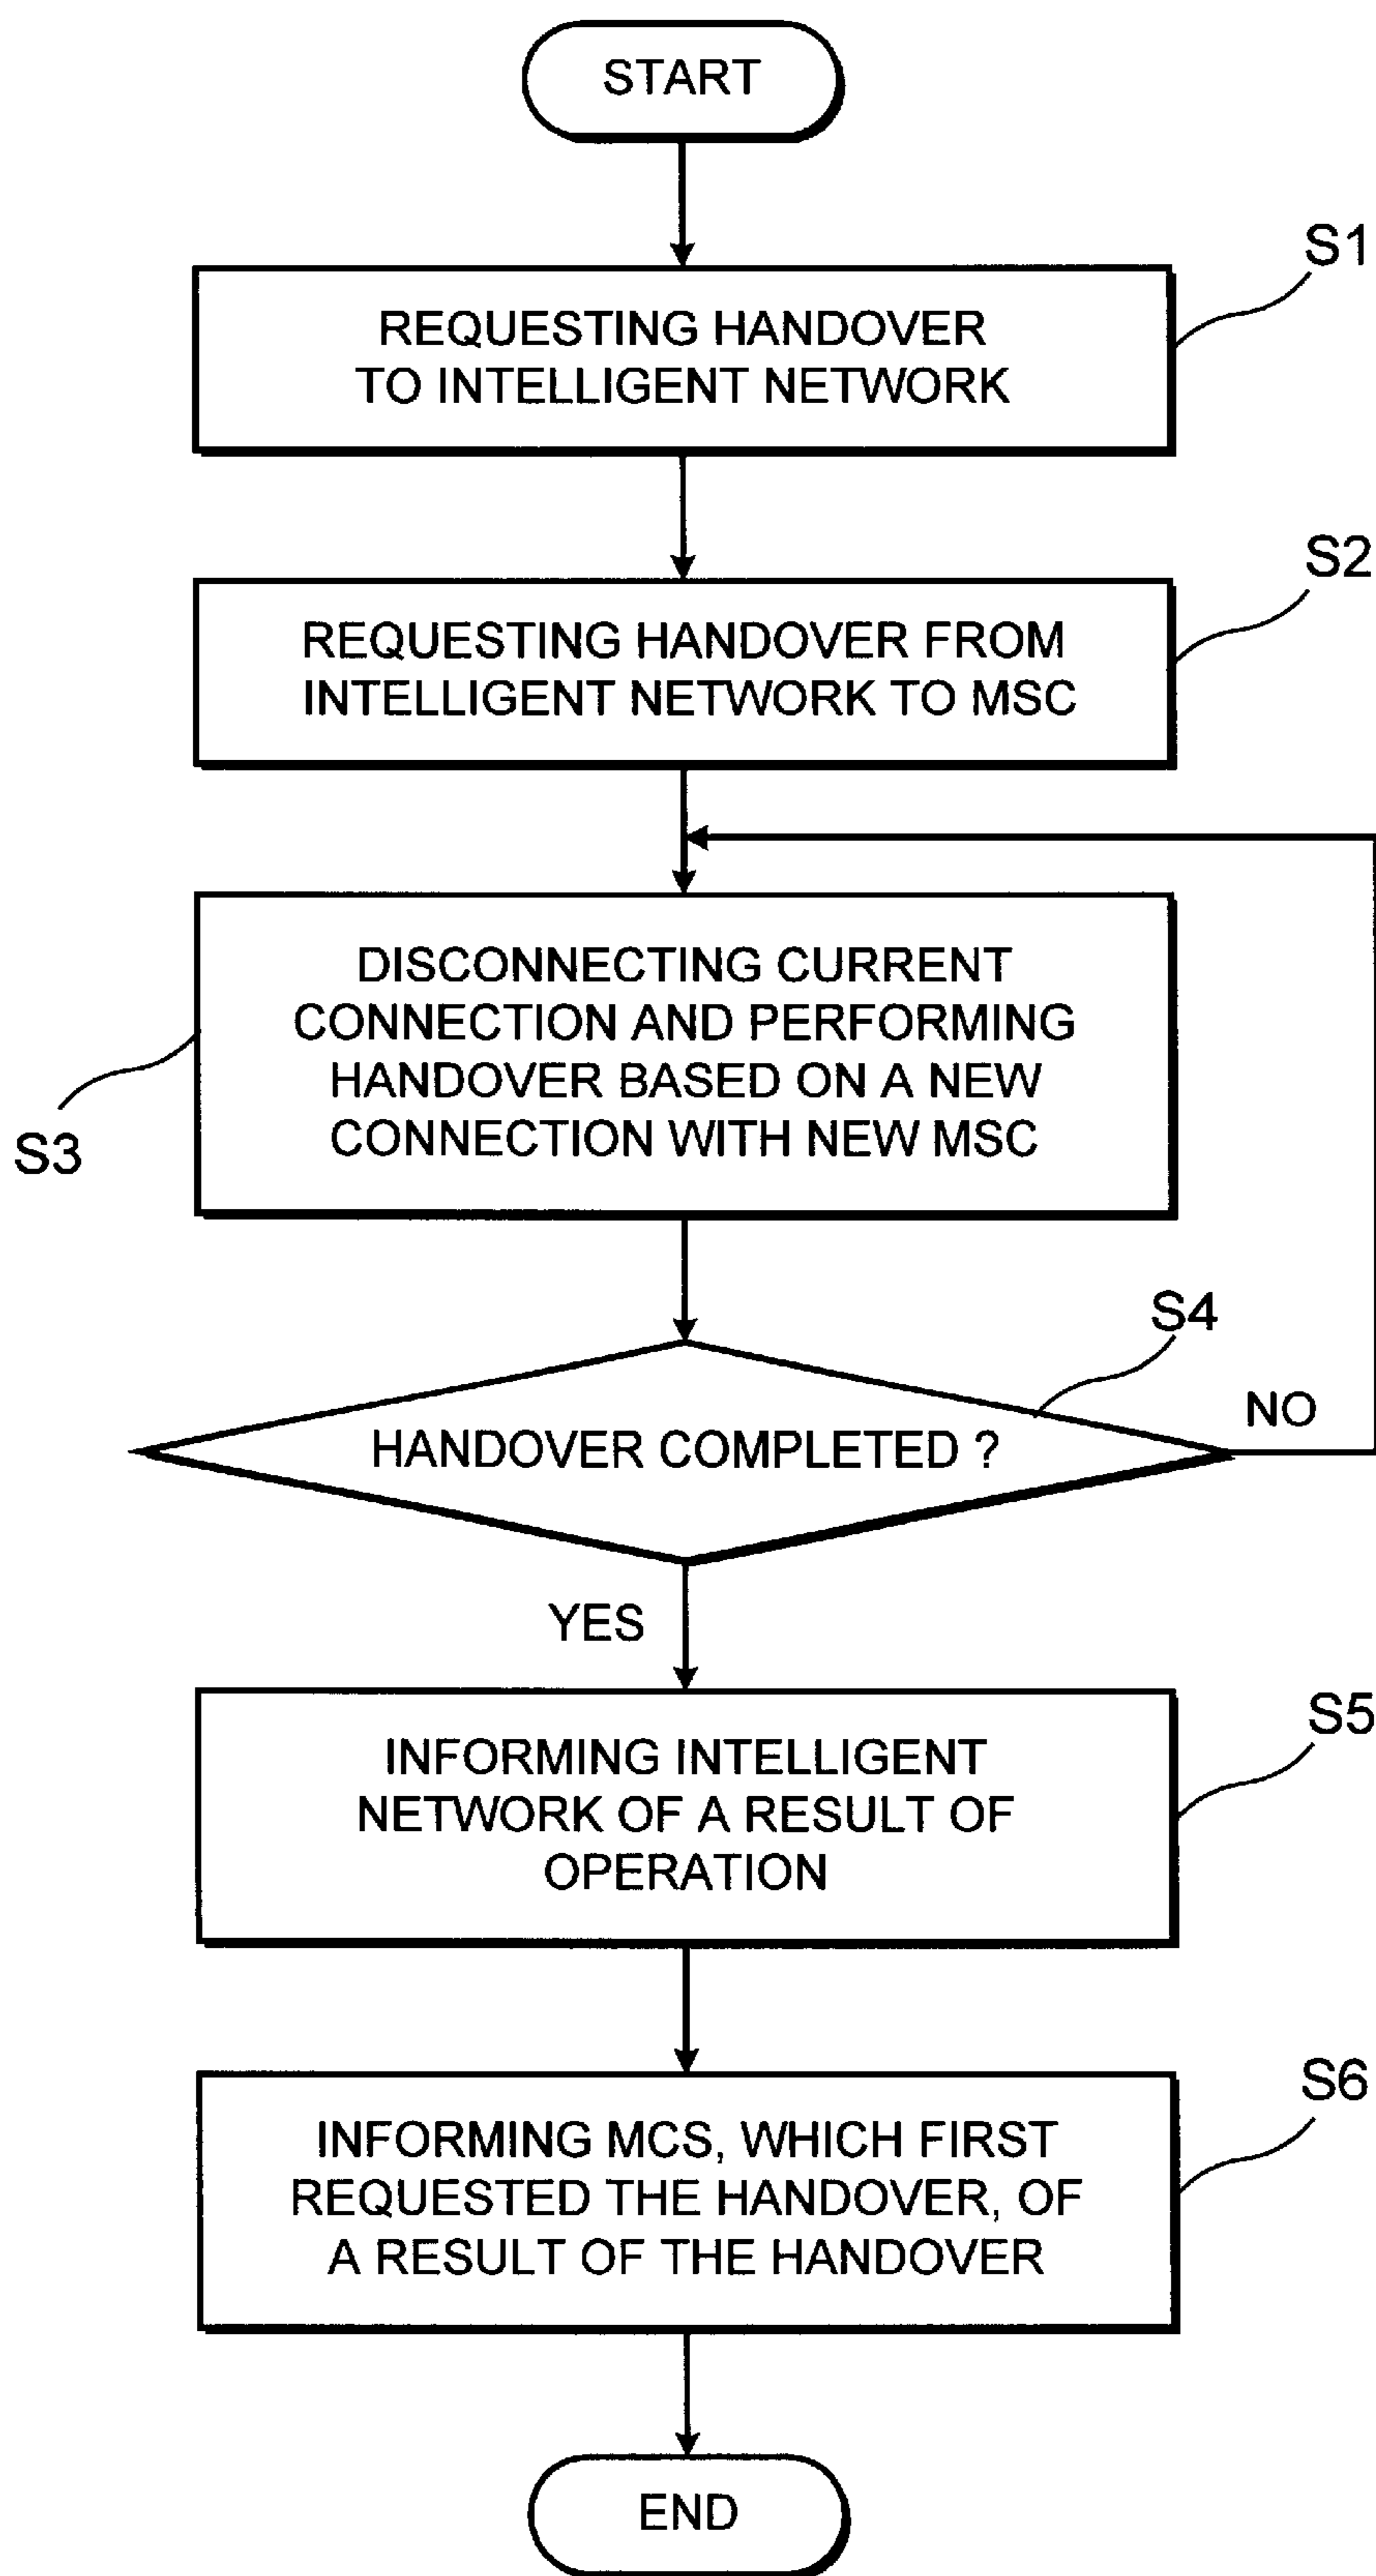 START
S1
REQUESTING HANDOVER
TO INTELLIGENT NETWORK
S2
REQUESTING HANDOVER FROM
INTELLIGENT NETWORK TO MSC
DISCONNECTING CURRENT
CONNECTION AND PERFORMING
HANDOVER BASED ON A NEW
CONNECTION WITH NEW MSC
S3
S4
NO
HANDOVER COMPLETED ?
YES
S5
INFORMING INTELLIGENT
NETWORK OF A RESULT OF
OPERATION
S6
INFORMING MCS, WHICH FIRST
REQUESTED THE HANDOVER, OF
A RESULT OF THE HANDOVER
END